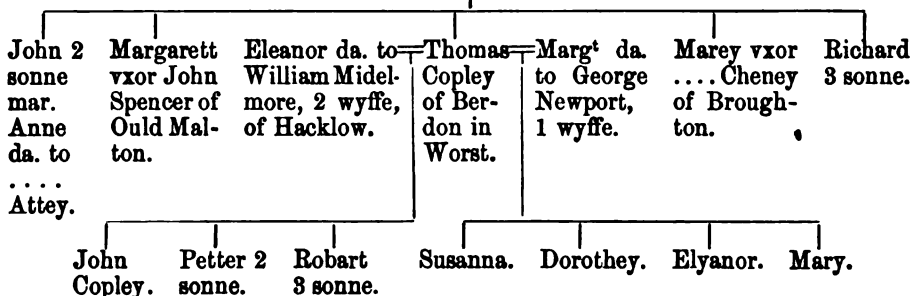 John 2
sonne
mar.
Anne
da. to
. . . .
Attey.
Margarett
vxor John
Spencer of
Ould Mal-
ton.
Eleanor da. to
William Midel-
more, 2 wyffe,
of Hacklow.
Thomas
Copley
of Ber-
don in
Worst.
Margᵗ da.
to George
Newport,
1 wyffe.
Marey vxor
.... Cheney
of Brough-
ton.
Richard
3 sonne.
John
Copley.
Petter 2
sonne.
Robart
3 sonne.
Susanna.
Dorothey.
Elyanor.
Mary.